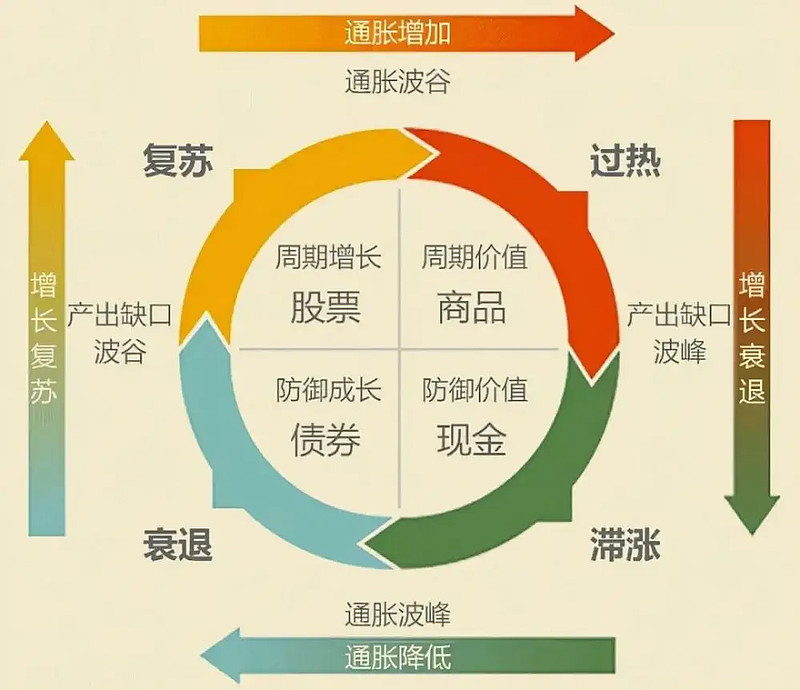 通胀增加
通胀波谷
复苏
过热
增长复苏
产出缺口
波谷
周期增长
股票
周期价值
商品
产出缺口
波峰
增长衰退
防御成长
债券
防御价值
现金
衰退
滞涨
通胀波峰
通胀降低